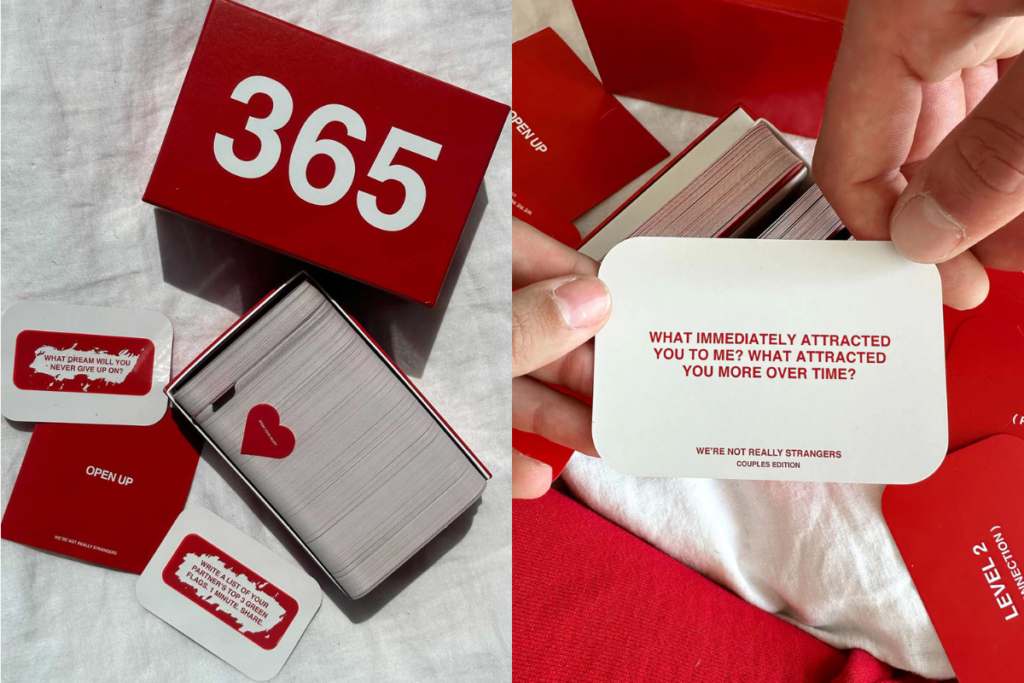 365
WHAT DREAM WILL YOU
NEVER GIVE UP ON?
OPEN UP
WE'RE NOT REALLY STRANGERS
WRITE A LIST OF YOUR
PARTNER'S TOP 3 GREEN
FLAGS. 1 MINUTE. SHARE.
OPEN UP
WHAT IMMEDIATELY ATTRACTED
YOU TO ME? WHAT ATTRACTED
YOU MORE OVER TIME?
WE'RE NOT REALLY STRANGERS
COUPLES EDITION
LEVEL 2